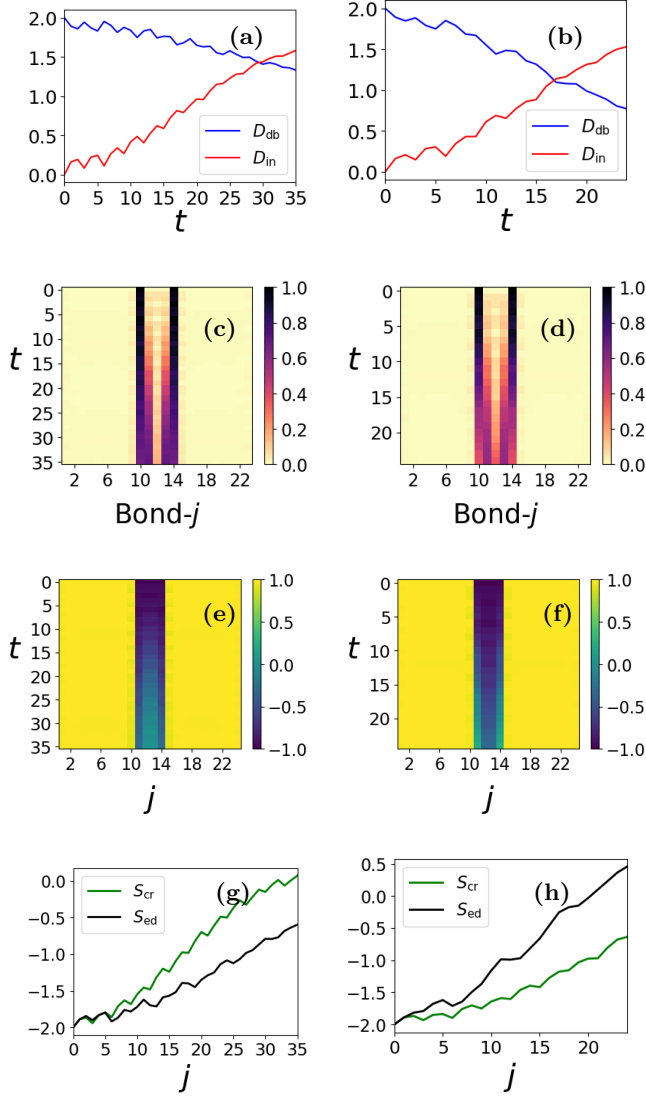 2.0
1.5
1.0
0.5
0.0
(a)
D_db
D_in
0 5 10 15 20 25 30 35
t
2.0
1.5
1.0
0.5
0.0
(b)
D_db
D_in
0 10 20
t
0
5
10
15
20
25
30
35
t
(c)
2 6 10 14 18 22
Bond-j
1.0
0.8
0.6
0.4
0.2
0.0
0
5
10
15
20
t
(d)
2 6 10 14 18 22
Bond-j
1.0
0.8
0.6
0.4
0.2
0.0
0
5
10
15
20
25
30
35
t
(e)
2 6 10 14 18 22
j
1.0
0.5
0.0
−0.5
−1.0
0
5
10
15
20
(f)
2 6 10 14 18 22
j
1.0
0.5
0.0
−0.5
−1.0
0.0
−0.5
−1.0
−1.5
−2.0
S_cr
S_ed
(g)
0 5 10 15 20 25 30 35
j
0.5
0.0
−0.5
−1.0
−1.5
−2.0
S_cr
S_ed
(h)
0 5 10 15 20
j